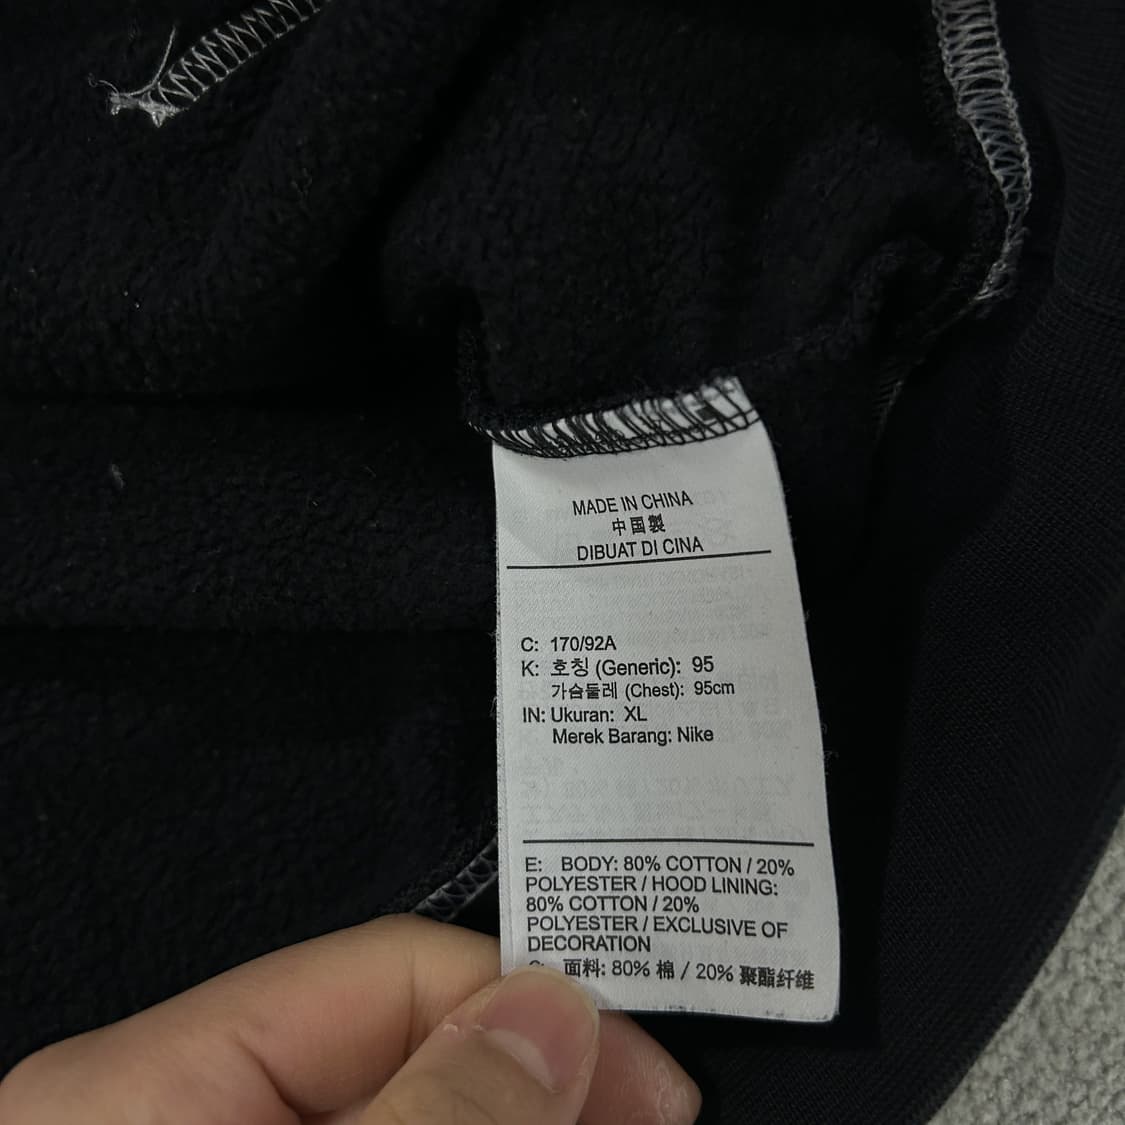 MADE IN CHINA
中国製
DIBUAT DI CINA
C: 170/92A
K: 호칭 (Generic): 95
가슴둘레 (Chest): 95cm
IN: Ukuran: XL
Merek Barang: Nike
E: BODY: 80% COTTON / 20%
POLYESTER / HOOD LINING:
80% COTTON / 20%
POLYESTER / EXCLUSIVE OF
DECORATION
面料: 80% 棉 / 20% 聚酯纤维